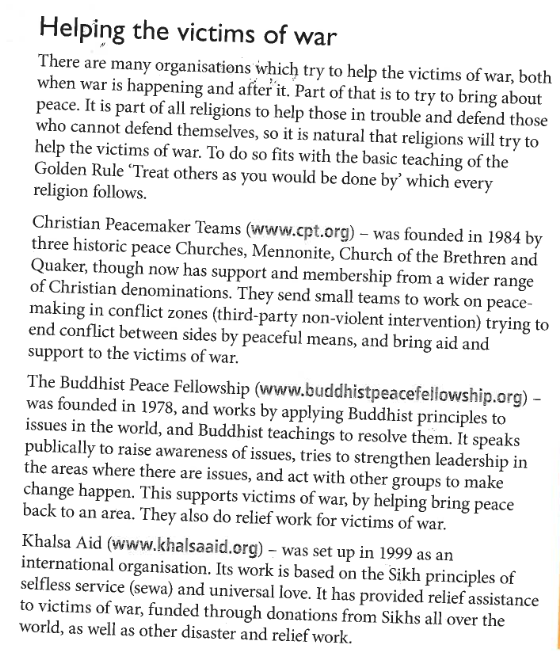 Helping the victims of war
There are many organisations which try to help the victims of war, both
when war is happening and after it. Part of that is to try to bring about
peace. It is part of all religions to help those in trouble and defend those
who cannot defend themselves, so it is natural that religions will try to
help the victims of war. To do so fits with the basic teaching of the
Golden Rule ‘Treat others as you would be done by’ which every
religion follows.
Christian Peacemaker Teams (www.cpt.org) – was founded in 1984 by
three historic peace Churches, Mennonite, Church of the Brethren and
Quaker, though now has support and membership from a wider range
of Christian denominations. They send small teams to work on peace-
making in conflict zones (third-party non-violent intervention) trying to
end conflict between sides by peaceful means, and bring aid and
support to the victims of war.
The Buddhist Peace Fellowship (www.buddhistpeacefellowship.org) –
was founded in 1978, and works by applying Buddhist principles to
issues in the world, and Buddhist teachings to resolve them. It speaks
publically to raise awareness of issues, tries to strengthen leadership in
the areas where there are issues, and act with other groups to make
change happen. This supports victims of war, by helping bring peace
back to an area. They also do relief work for victims of war.
Khalsa Aid (www.khalsaaid.org) – was set up in 1999 as an
international organisation. Its work is based on the Sikh principles of
selfless service (sewa) and universal love. It has provided relief assistance
to victims of war, funded through donations from Sikhs all over the
world, as well as other disaster and relief work.